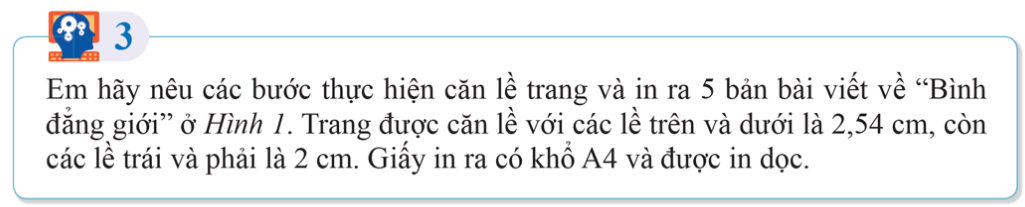 3
Em hãy nêu các bước thực hiện căn lề trang và in ra 5 bản bài viết về “Bình
đẳng giới” ở Hình 1. Trang được căn lề với các lề trên và dưới là 2,54 cm, còn
các lề trái và phải là 2 cm. Giấy in ra có khổ A4 và được in dọc.